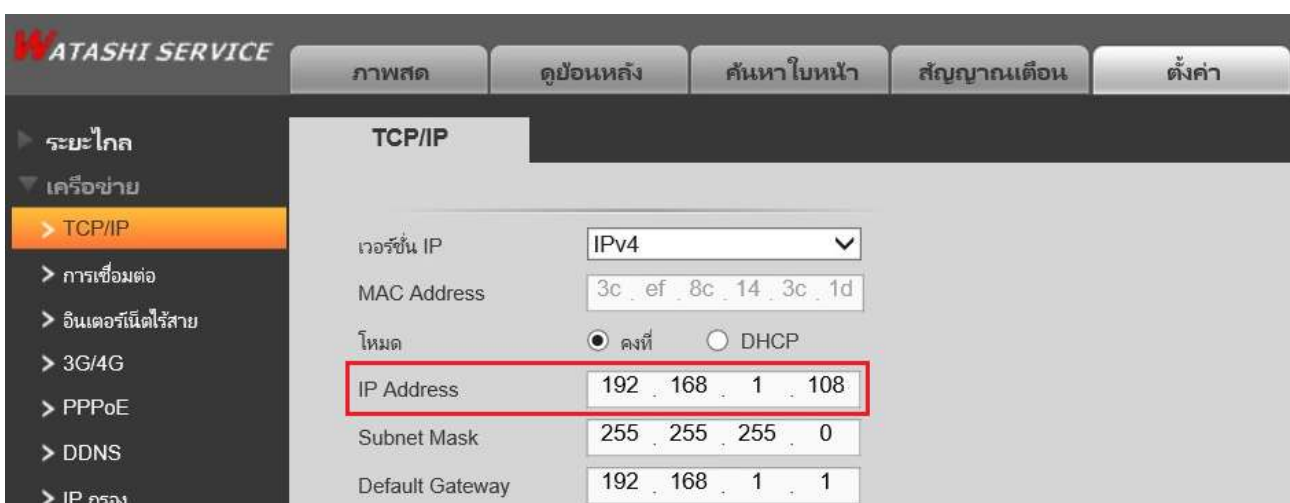 WATASHI SERVICE
ภาพสด ดูย้อนหลัง ค้นหาใบหน้า สัญญาณเตือน ตั้งค่า
ระยะไกล
เครือข่าย
TCP/IP
การเชื่อมต่อ
อินเตอร์เน็ตไร้สาย
3G/4G
PPPoE
DDNS
IP กรอง
TCP/IP
เวอร์ชั่น IP IPv4
MAC Address 3c . ef . 8c . 14 . 3c . 1d
โหมด คงที่ DHCP
IP Address 192 . 168 . 1 . 108
Subnet Mask 255 . 255 . 255 . 0
Default Gateway 192 . 168 . 1 . 1